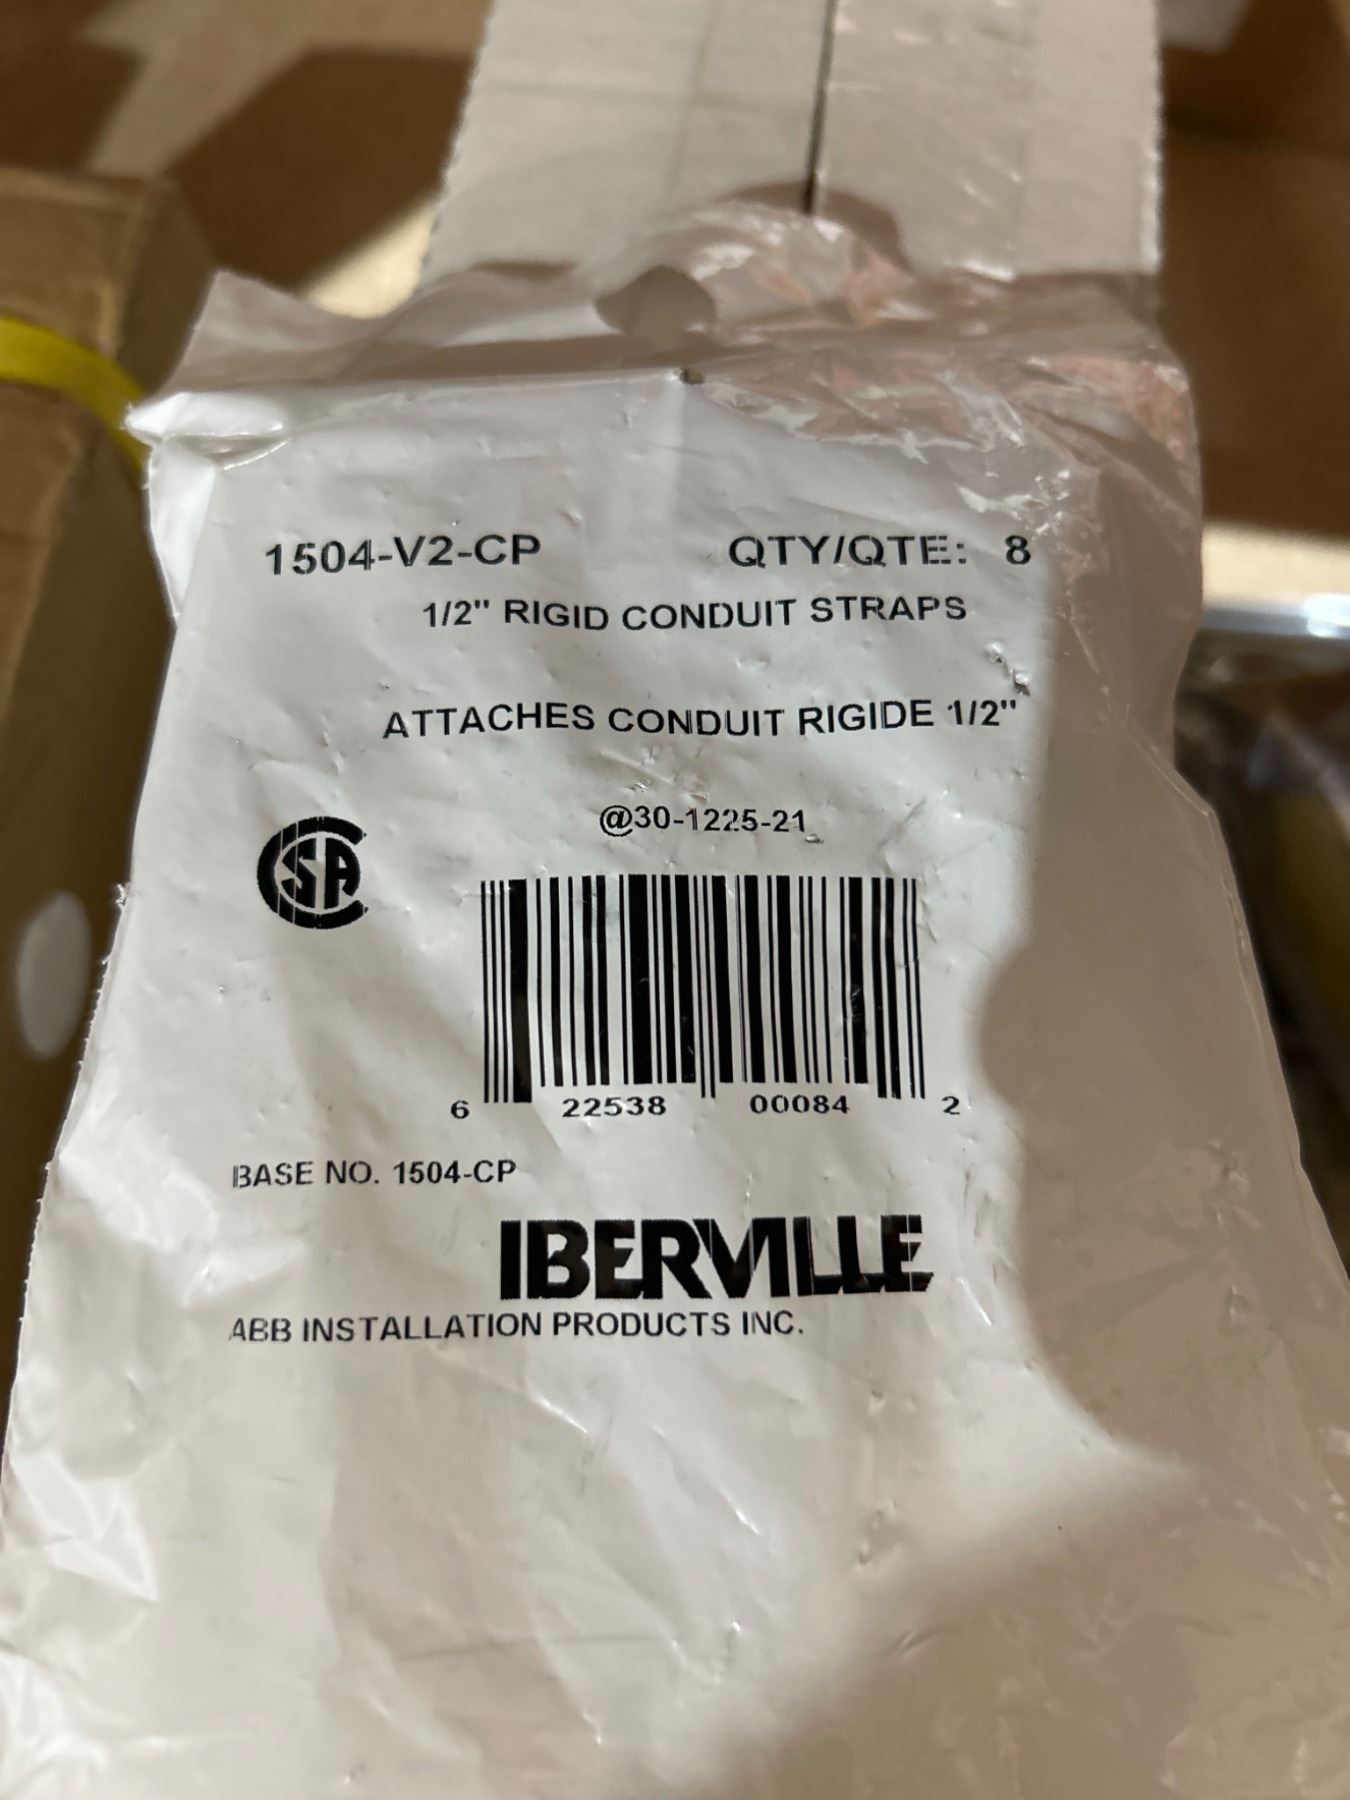 1504-V2-CP QTY/QTE: 8
1/2" RIGID CONDUIT STRAPS
ATTACHES CONDUIT RIGIDE 1/2"
@30-1225-21
CSA
6 22538 00084 2
BASE NO. 1504-CP
IBERVILLE
ABB INSTALLATION PRODUCTS INC.